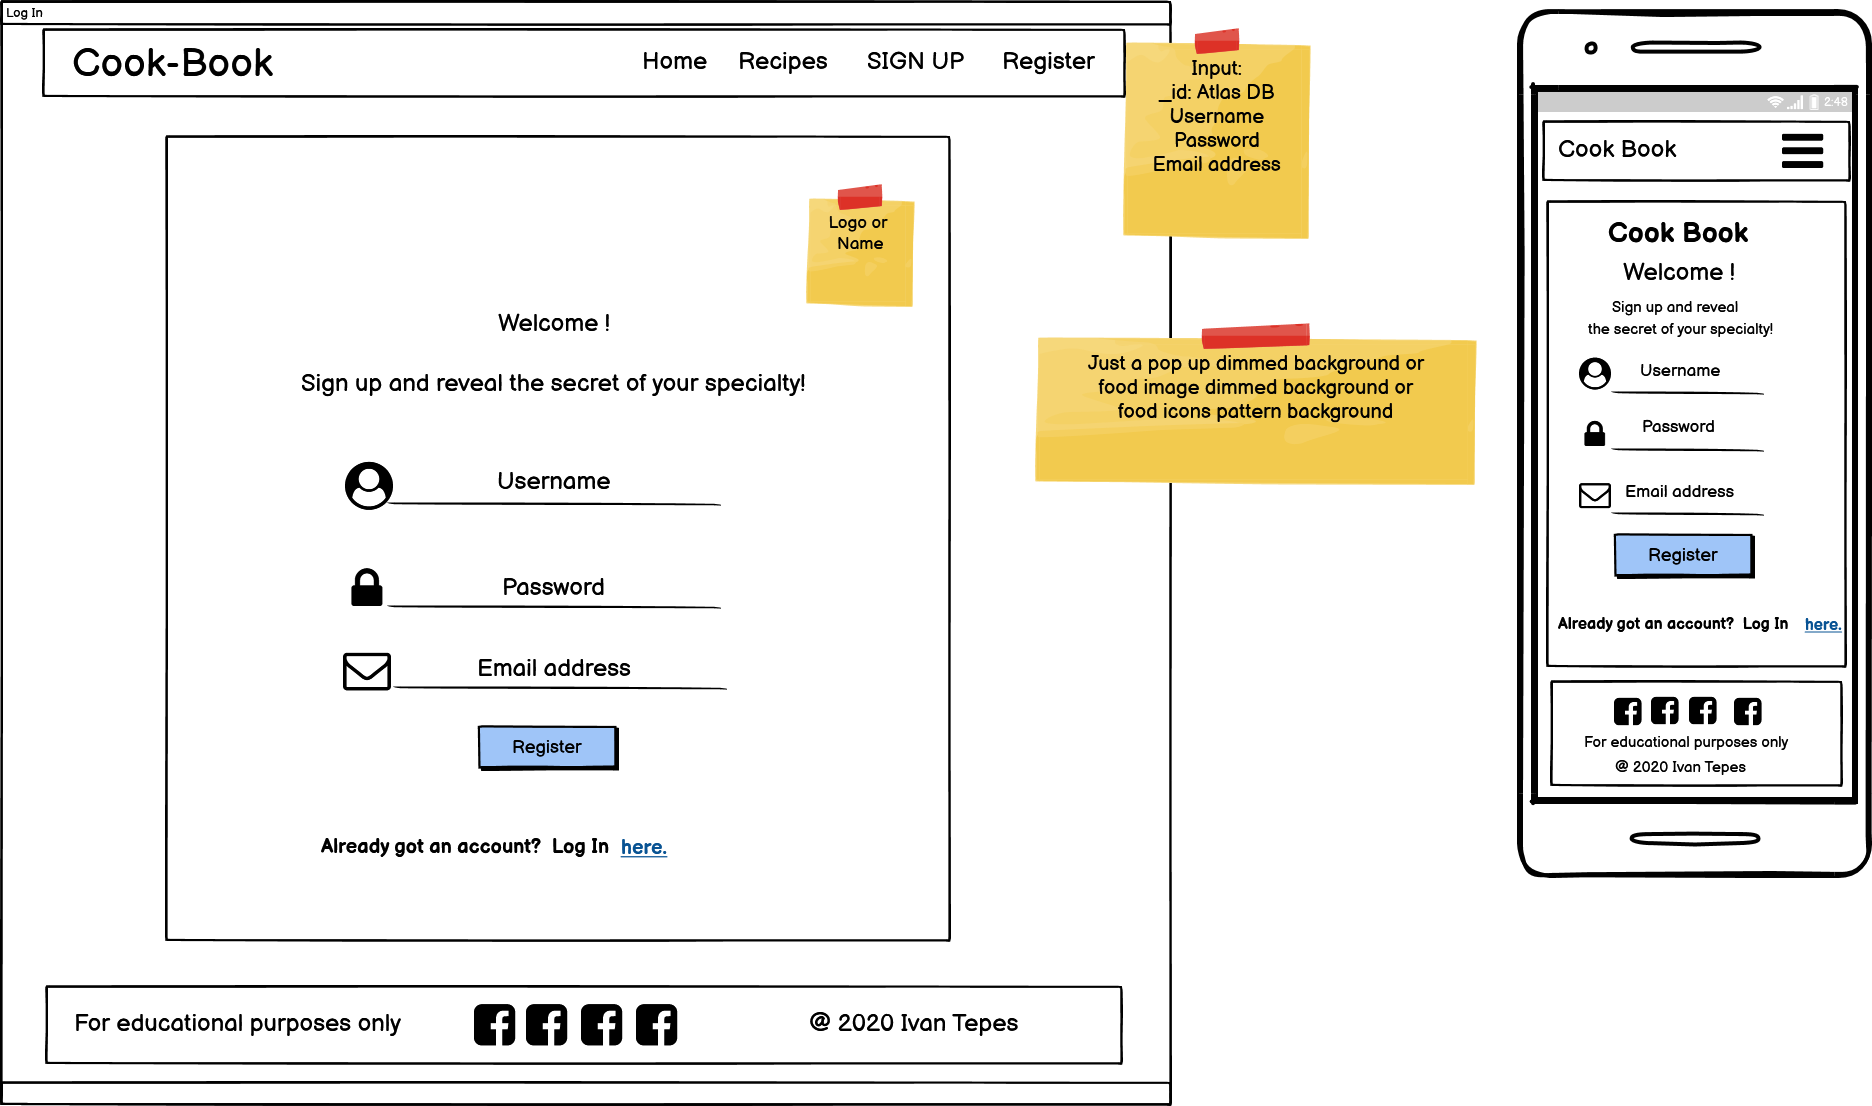 Log In
Cook-Book
Home Recipes SIGN UP Register
Logo or
Name
Welcome !
Sign up and reveal the secret of your specialty!
Username
Password
Email address
Register
Already got an account? Log In here.
For educational purposes only
@ 2020 Ivan Tepes
Input:
_id: Atlas DB
Username
Password
Email address
Just a pop up dimmed background or
food image dimmed background or
food icons pattern background
2:48
Cook Book
Cook Book
Welcome !
Sign up and reveal
the secret of your specialty!
Username
Password
Email address
Register
Already got an account? Log In here.
For educational purposes only
@ 2020 Ivan Tepes